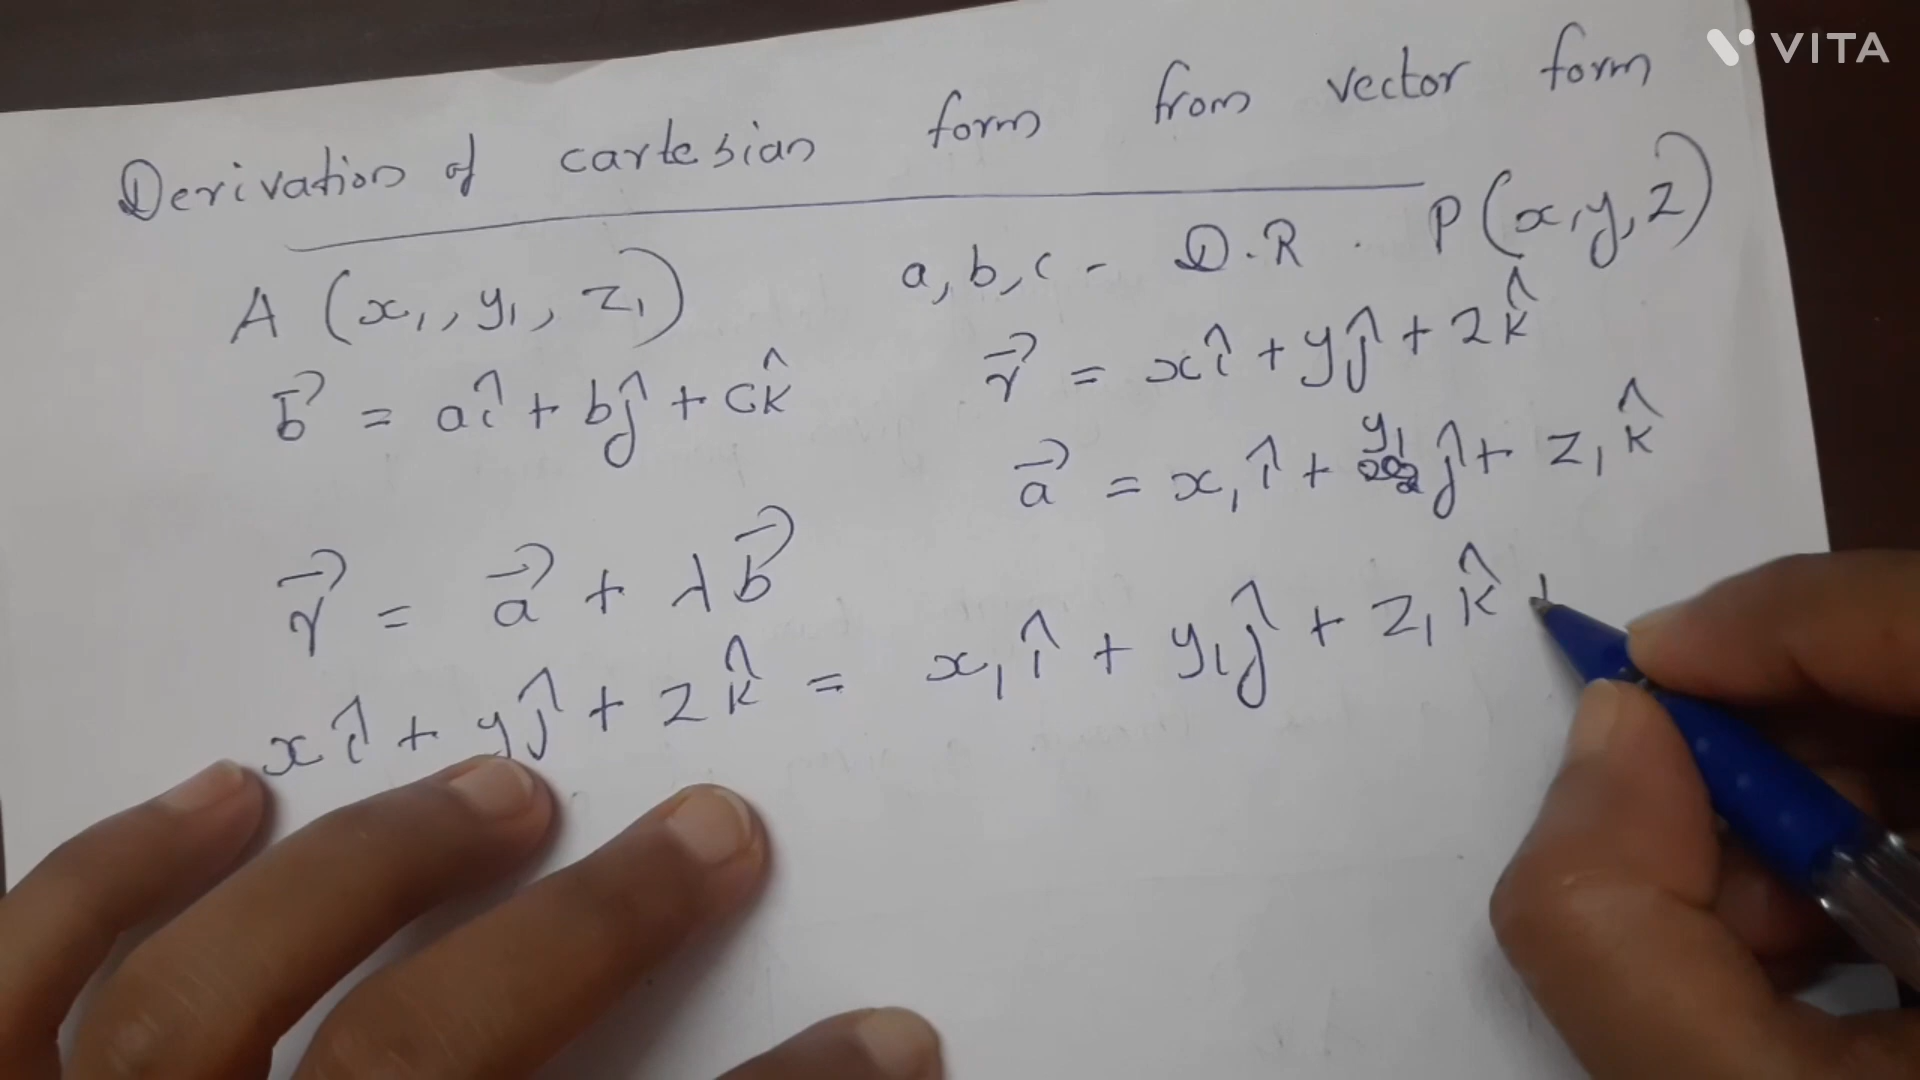 VITA
Derivation of cartesian form from vector form
A (x₁, y₁, z₁) a, b, c - D.R. P(x, y, z)
b⃗ = aî + bĵ + ck̂ r⃗ = xî + yĵ + zk̂
a⃗ = x₁î + y₁ĵ + z₁k̂
r⃗ = a⃗ + λb⃗
xî + yĵ + zk̂ = x₁î + y₁ĵ + z₁k̂ +